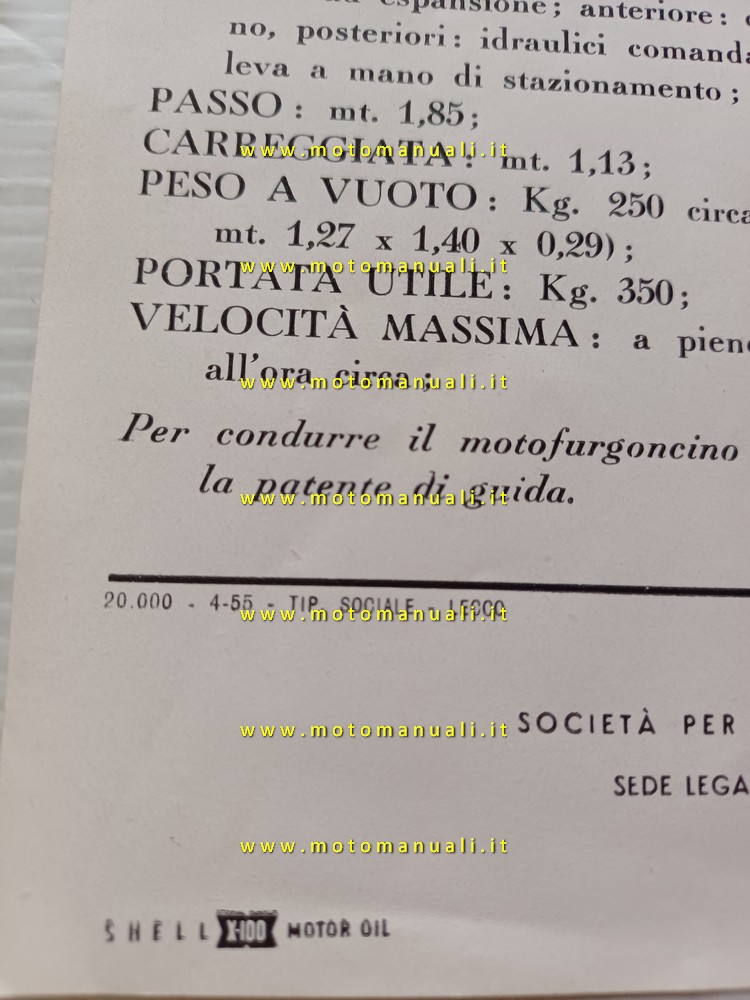 espansione; anteriore:
no, posteriori: idraulici comanda
leva a mano di stazionamento;
PASSO: mt. 1,85;
CARREGGIATA: mt. 1,13;
www.motomanuali.it
PESO A VUOTO: Kg. 250 circa
mt. 1,27 x 1,40 x 0,29);
www.motomanuali.it
PORTATA UTILE: Kg. 350;
VELOCITÀ MASSIMA: a pieno
all'ora circa;
www.motomanuali.it
Per condurre il motofurgoncino
la patente di guida.
www.motomanuali.it
20.000 - 4-55 - TIP. SOCIALE - LECCO
www.motomanuali.it
SOCIETÀ PER
www.motomanuali.it
SEDE LEGA
www.motomanuali.it
SHELL X-100 MOTOR OIL